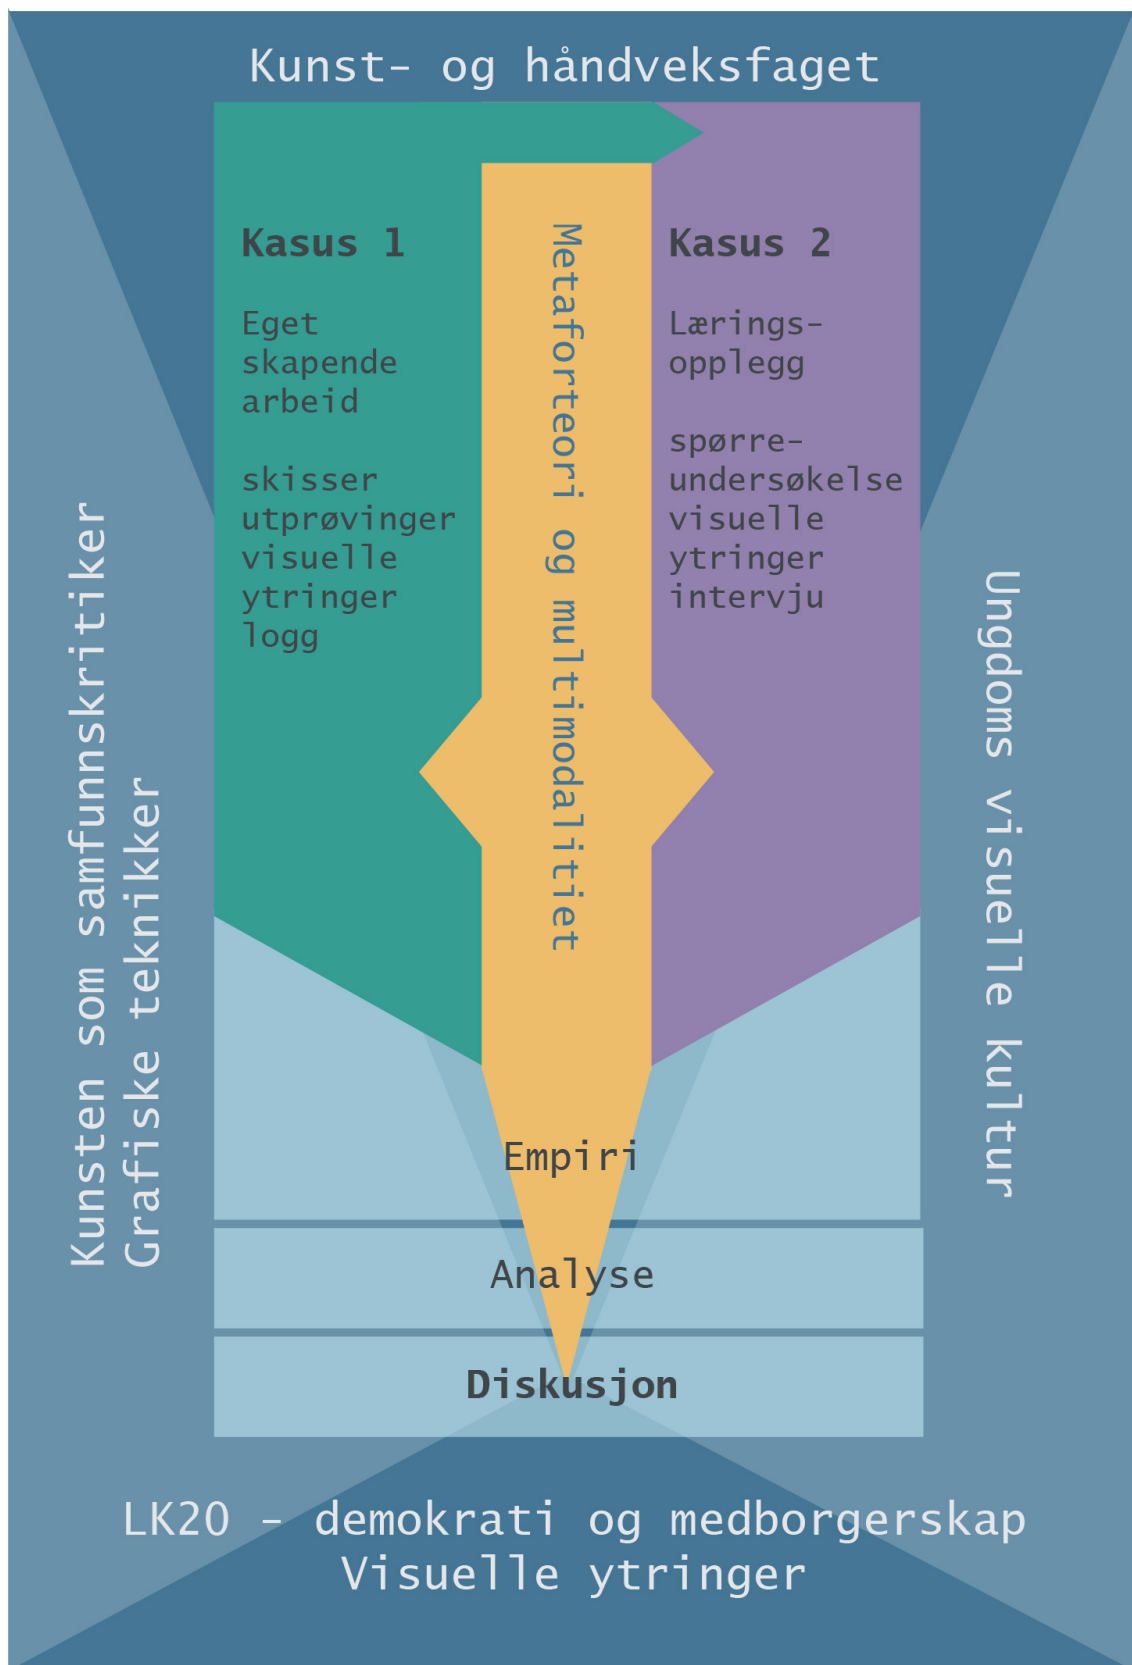 Kunst- og håndveksfaget
Kasus 1
Eget
skapende
arbeid
skisser
utprøvinger
visuelle
ytringer
logg
Metaforteori og multimodalitiet
Kasus 2
Lærings-
opplegg
spørre-
undersøkelse
visuelle
ytringer
intervju
Kunsten som samfunnskritiker
Grafiske teknikker
Ungdoms visuelle kultur
Empiri
Analyse
Diskusjon
LK20 - demokrati og medborgerskap
Visuelle ytringer